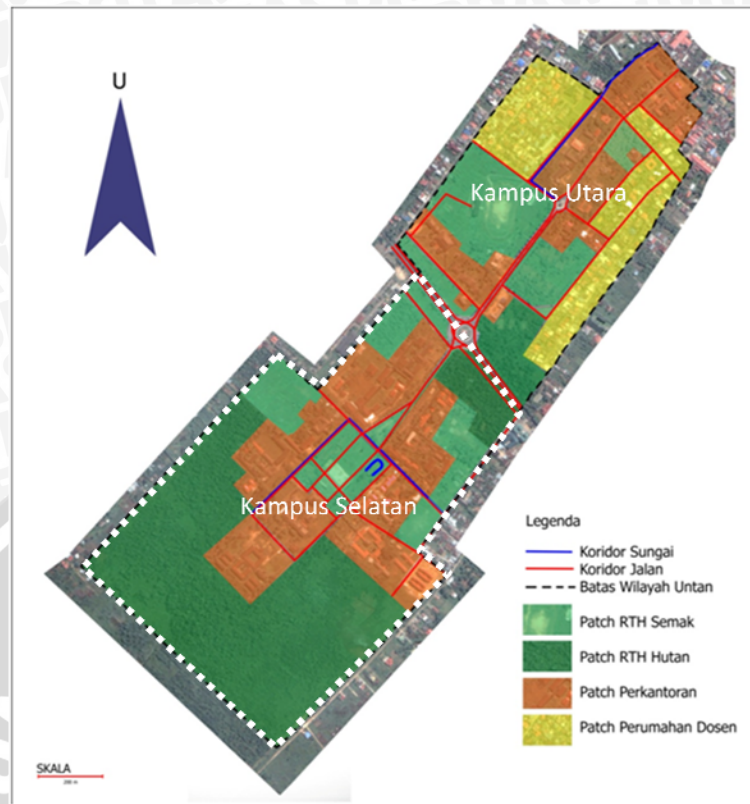 U
Kampus Utara
Kampus Selatan
Legenda
Koridor Sungai
Koridor Jalan
Batas Wilayah Untan
Patch RTH Semak
Patch RTH Hutan
Patch Perkantoran
Patch Perumahan Dosen
SKALA
200 m